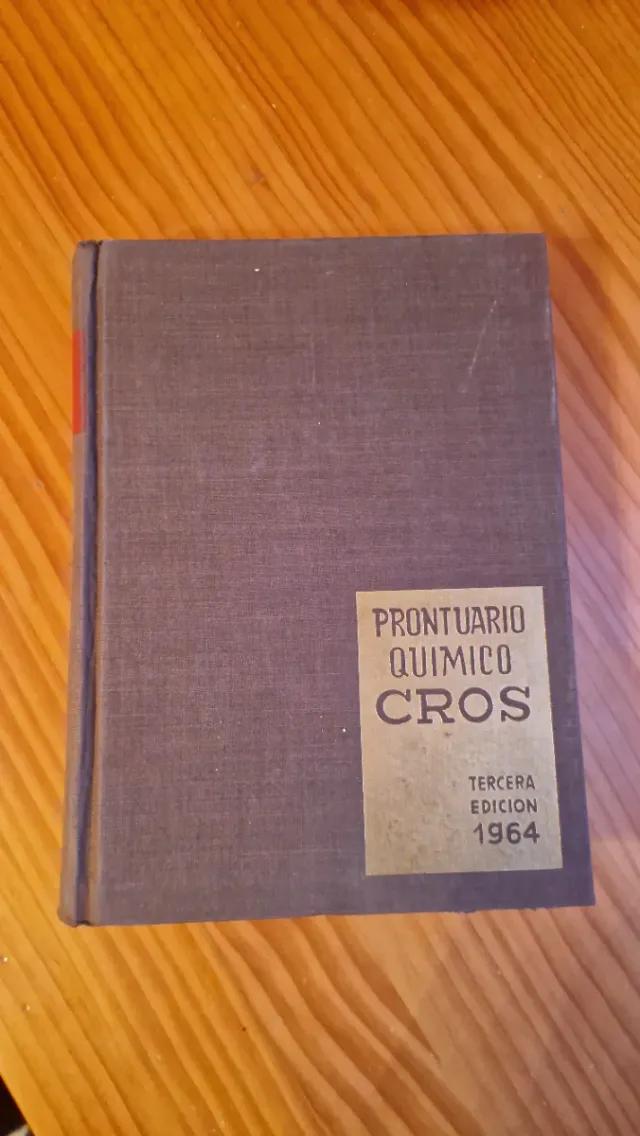 PRONTUARIO
QUIMICO
CROS
TERCERA
EDICION
1964